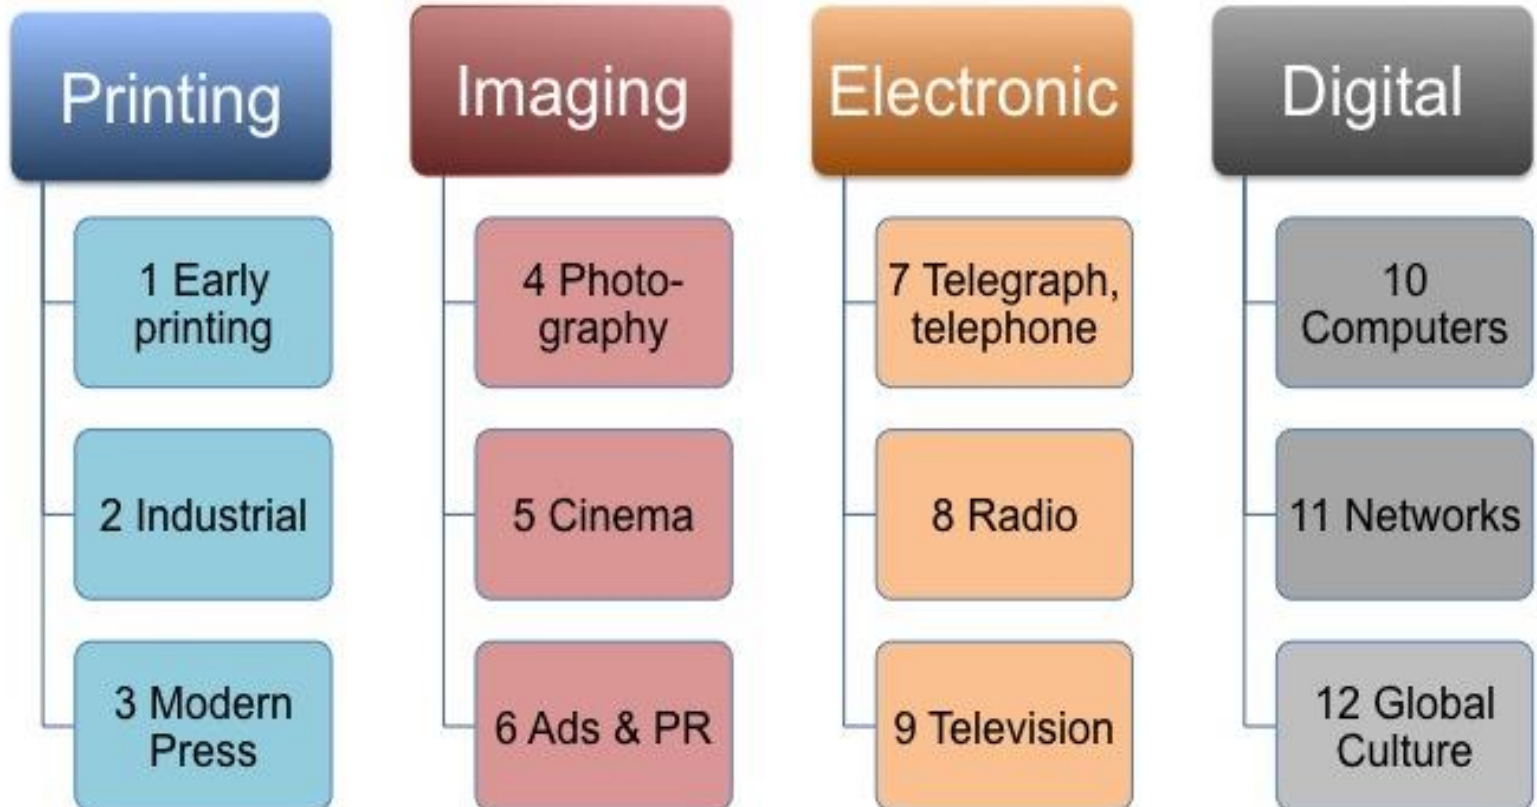 Printing
1 Early
printing
2 Industrial
3 Modern
Press
Imaging
4 Photo-
graphy
5 Cinema
6 Ads & PR
Electronic
7 Telegraph,
telephone
8 Radio
9 Television
Digital
10
Computers
11 Networks
12 Global
Culture